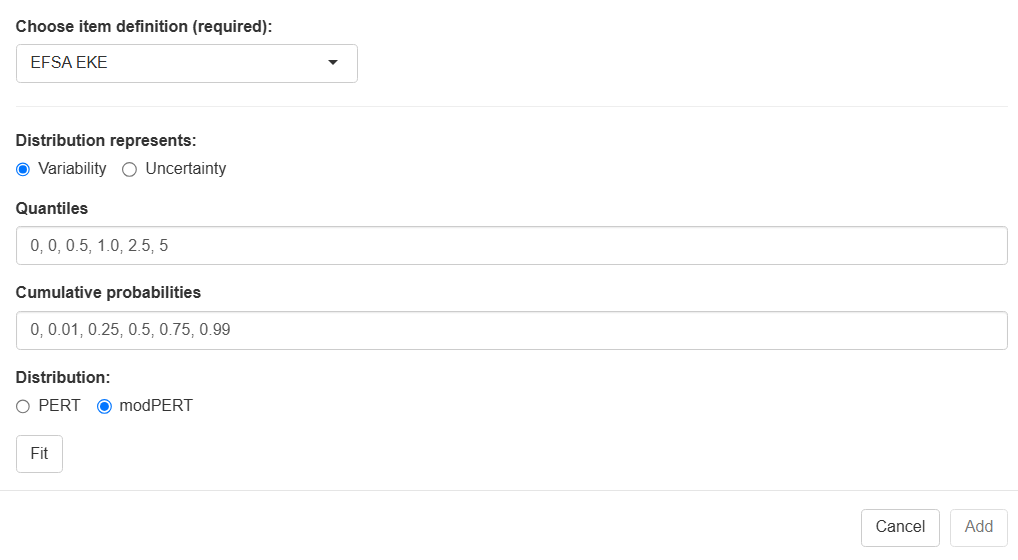 Choose item definition (required):
EFSA EKE
Distribution represents:
Variability Uncertainty
Quantiles
0, 0, 0.5, 1.0, 2.5, 5
Cumulative probabilities
0, 0.01, 0.25, 0.5, 0.75, 0.99
Distribution:
PERT modPERT
Fit
Cancel Add